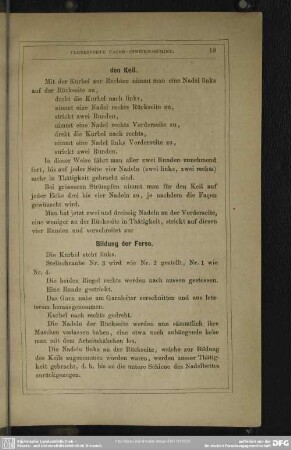 VERBESSERTE LAMB-STRICKMASCHINE. 19
den Keil.
Mit der Kurbel zur Rechten nimmt man eine Nadel links
auf der Rückseite zu,
dreht die Kurbel nach links,
nimmt eine Nadel rechts Rückseite zu,
strickt zwei Runden,
nimmt eine Nadel rechts Vorderseite zu,
dreht die Kurbel nach rechts,
nimmt eine Nadel links Vorderseite zu,
strickt zwei Runden.
In dieser Weise fährt man aller zwei Runden zunehmend
fort, bis auf jeder Seite vier Nadeln (zwei links, zwei rechts)
mehr in Thätigkeit gebracht sind.
Bei grösseren Strümpfen nimmt man für den Keil auf
jeder Ecke drei bis vier Nadeln zu, je nachdem die Façon
gewünscht wird.
Man hat jetzt zwei und dreissig Nadeln an der Vorderseite,
eine weniger an der Rückseite in Thätigkeit, strickt auf diesen
vier Runden und verschreitet zur
Bildung der Ferse.
Die Kurbel steht links.
Stellschraube Nr. 3 wird wie Nr. 2 gestellt, Nr. 1 wie
Nr. 4.
Die beiden Riegel rechts werden nach aussen gestossen.
Eine Runde gestrickt.
Das Garn nahe am Garnleiter zerschnitten und aus letz-
terem herausgenommen.
Kurbel nach rechts gedreht.
Die Nadeln der Rückseite werden nun sämmtlich, ihre
Maschen verlassen haben, eine etwa noch anhängende hebe
man mit dem Arbeitshäkchen los.
Die Nadeln links an der Rückseite, welche zur Bildung
des Keils augenommen worden waren, werden ausser Thätig-
keit gebracht, d. h. bis an die untere Schiene des Nadelbettes
zurückgezogen.